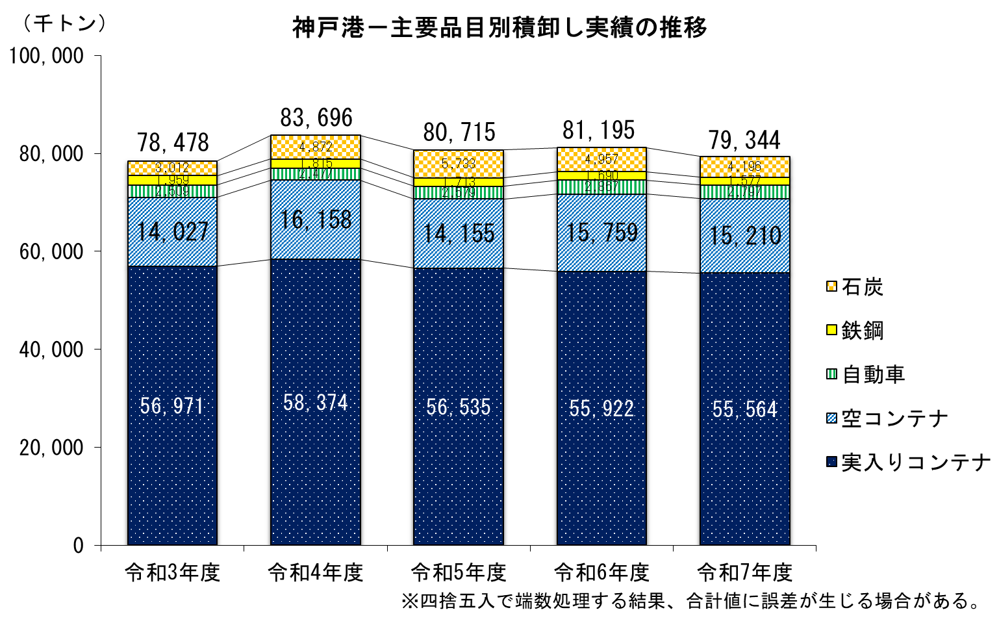 （千トン）
神戸港－主要品目別積卸し実績の推移
100,000
80,000
60,000
40,000
20,000
0
78,478
83,696
80,715
81,195
79,344
3,012
4,872
5,733
4,957
4,196
1,959
1,815
1,713
1,690
1,577
2,509
2,477
2,579
2,867
2,797
14,027
16,158
14,155
15,759
15,210
56,971
58,374
56,535
55,922
55,564
石炭
鉄鋼
自動車
空コンテナ
実入りコンテナ
令和3年度
令和4年度
令和5年度
令和6年度
令和7年度
※四捨五入で端数処理する結果、合計値に誤差が生じる場合がある。